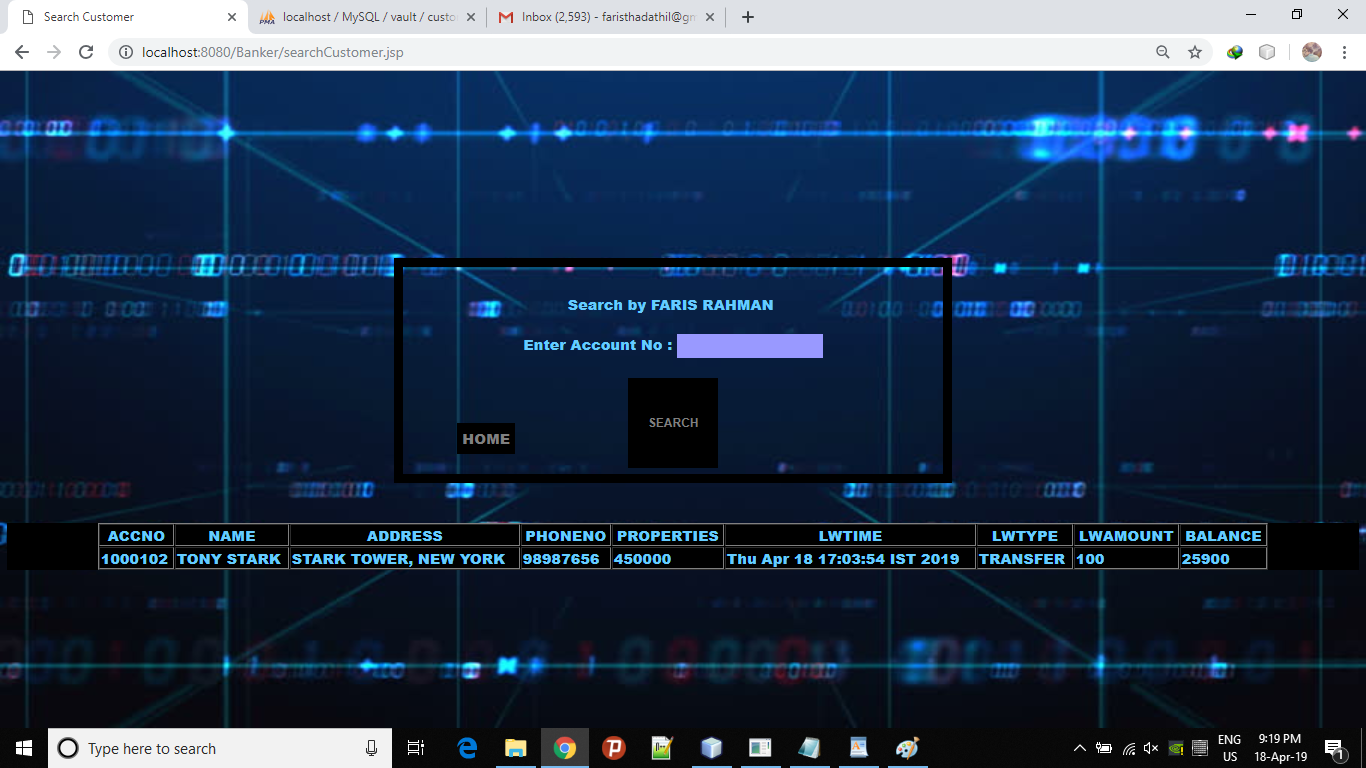 Search Customer
localhost / MySQL / vault / custo
Inbox (2,593) - faristhadathil@gm
localhost:8080/Banker/searchCustomer.jsp
Search by FARIS RAHMAN
Enter Account No :
SEARCH
HOME
ACCNO NAME ADDRESS PHONENO PROPERTIES LWTIME LWTYPE LWAMOUNT BALANCE
1000102 TONY STARK STARK TOWER, NEW YORK 98987656 450000 Thu Apr 18 17:03:54 IST 2019 TRANSFER 100 25900
Type here to search
ENG 9:19 PM
US 18-Apr-19
1